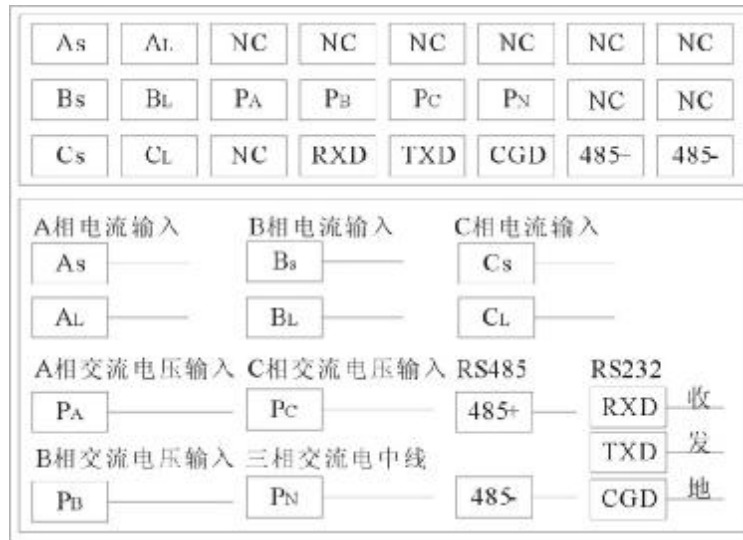 As AL NC NC NC NC NC NC
Bs BL PA PB PC PN NC NC
Cs CL NC RXD TXD CGD 485+ 485-
A相电流输入 B相电流输入 C相电流输入
As Bs Cs
AL BL CL
A相交流电压输入 C相交流电压输入 RS485 RS232
PA PC 485+ RXD 收
TXD 发
B相交流电压输入 三相交流电中线
PB PN 485- CGD 地